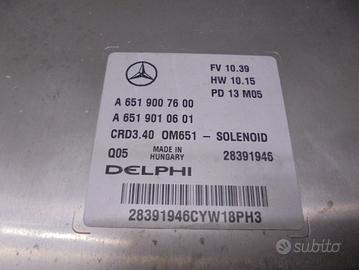 FV 10.39
HW 10.15
PD 13 M05
A 651 900 76 00
A 651 901 06 01
CRD3.40 OM651 - SOLENOID
Q05 MADE IN HUNGARY 28391946
DELPHI
28391946CYW18PH3
subito